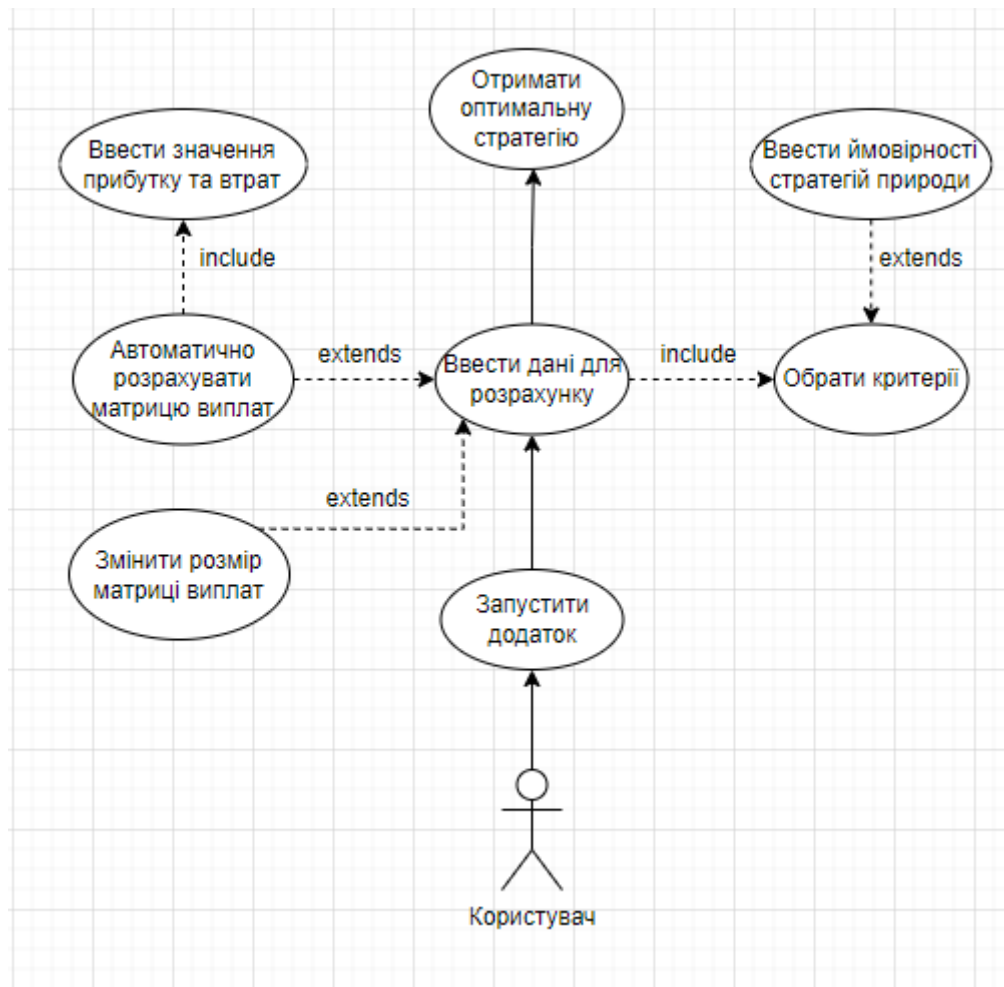 Отримати
оптимальну
стратегію
Ввести значення
прибутку та втрат
Ввести ймовірності
стратегій природи
include
extends
Автоматично
розрахувати
матрицю виплат
extends
Ввести дані для
розрахунку
include
Обрати критерії
extends
Змінити розмір
матриці виплат
Запустити
додаток
Користувач